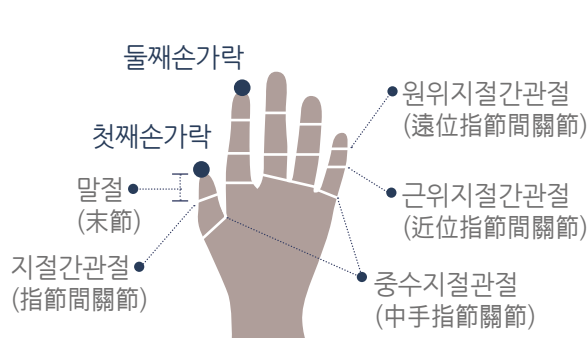 둘째손가락
첫째손가락
말절
(末節)
지절간관절
(指節間關節)
원위지절간관절
(遠位指節間關節)
근위지절간관절
(近位指節間關節)
중수지절관절
(中手指節關節)